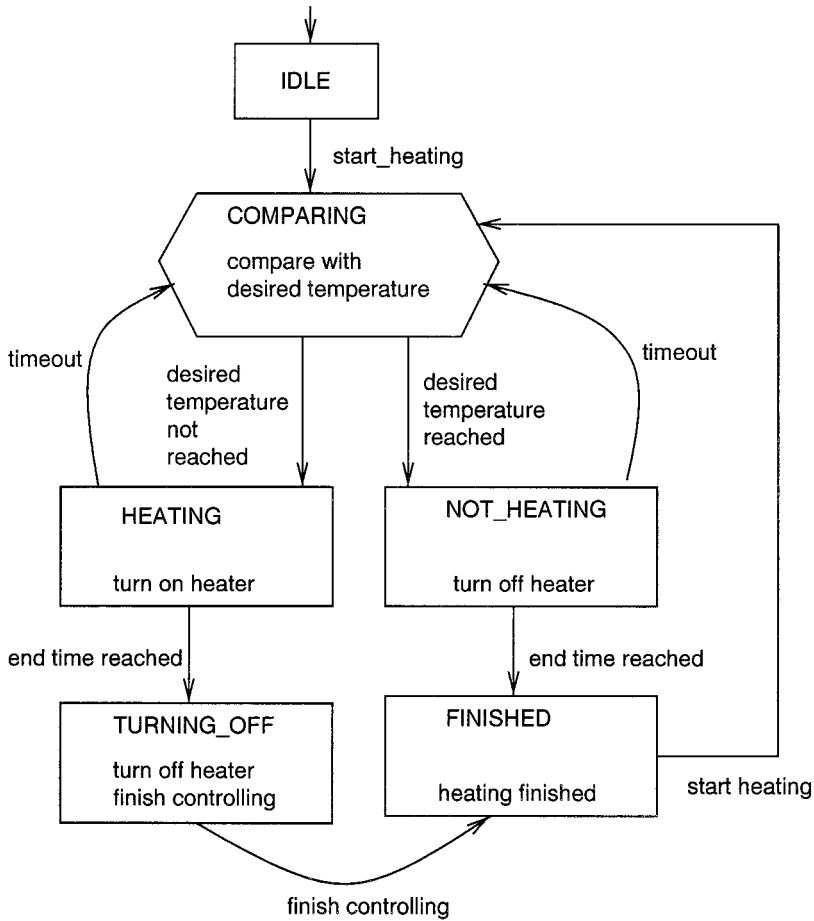 IDLE
start_heating
COMPARING
compare with
desired temperature
timeout
desired
temperature
not
reached
desired
temperature
reached
timeout
HEATING
turn on heater
NOT_HEATING
turn off heater
end time reached
end time reached
TURNING_OFF
turn off heater
finish controlling
FINISHED
heating finished
start heating
finish controlling